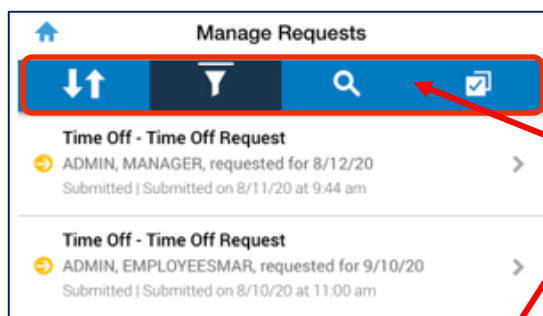 Manage Requests
Time Off - Time Off Request
ADMIN, MANAGER, requested for 8/12/20
Submitted | Submitted on 8/11/20 at 9:44 am
Time Off - Time Off Request
ADMIN, EMPLOYEESMAR, requested for 9/10/20
Submitted | Submitted on 8/10/20 at 11:00 am